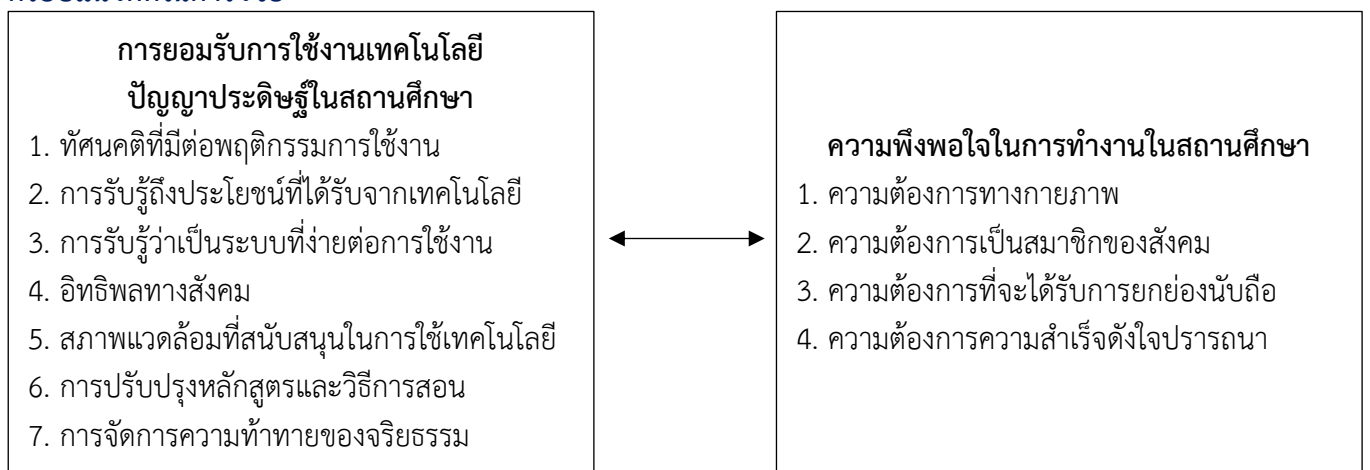 การยอมรับการใช้งานเทคโนโลยี
ปัญญาประดิษฐ์ในสถานศึกษา
1. ทัศนคติที่มีต่อพฤติกรรมการใช้งาน
2. การรับรู้ถึงประโยชน์ที่ได้รับจากเทคโนโลยี
3. การรับรู้ว่าเป็นระบบที่ง่ายต่อการใช้งาน
4. อิทธิพลทางสังคม
5. สภาพแวดล้อมที่สนับสนุนในการใช้เทคโนโลยี
6. การปรับปรุงหลักสูตรและวิธีการสอน
7. การจัดการความท้าทายของจริยธรรม
ความพึงพอใจในการทำงานในสถานศึกษา
1. ความต้องการทางกายภาพ
2. ความต้องการเป็นสมาชิกของสังคม
3. ความต้องการที่จะได้รับการยกย่องนับถือ
4. ความต้องการความสำเร็จดังใจปรารถนา